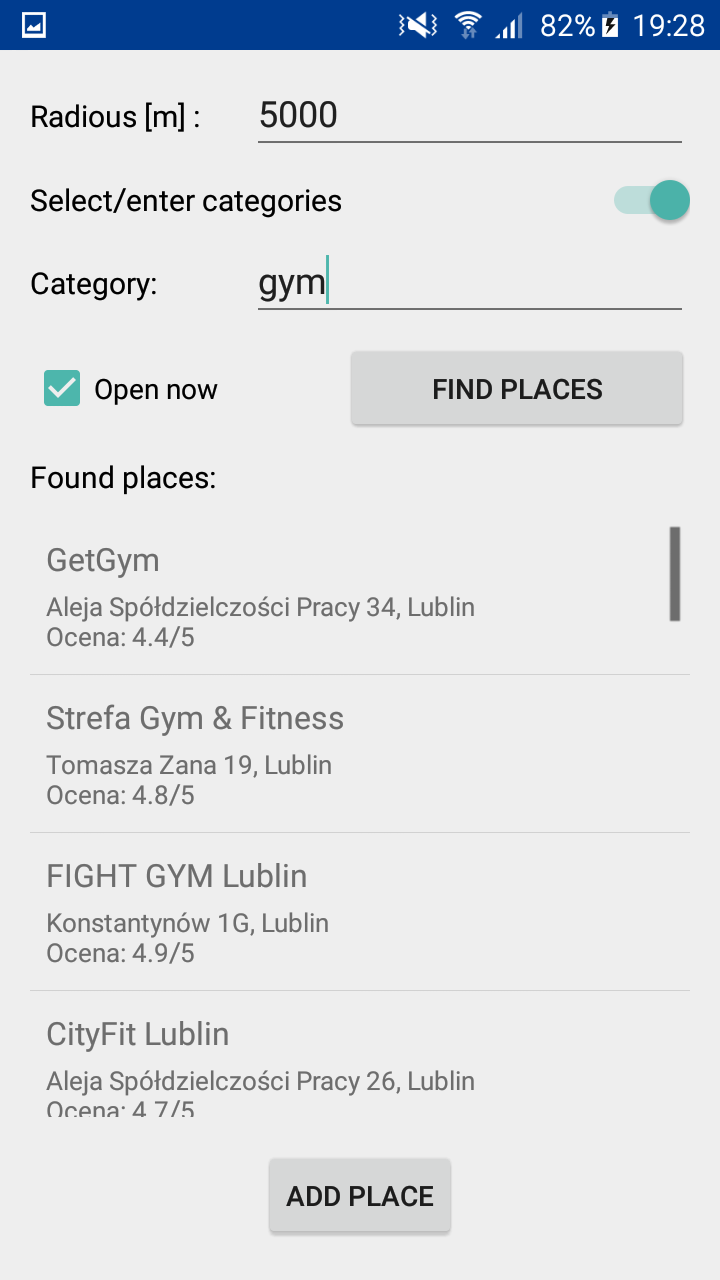 82% 19:28
Radious [m] : 5000
Select/enter categories
Category: gym
Open now FIND PLACES
Found places:
GetGym
Aleja Spółdzielczości Pracy 34, Lublin
Ocena: 4.4/5
Strefa Gym & Fitness
Tomasza Zana 19, Lublin
Ocena: 4.8/5
FIGHT GYM Lublin
Konstantynów 1G, Lublin
Ocena: 4.9/5
CityFit Lublin
Aleja Spółdzielczości Pracy 26, Lublin
Ocena: 4.7/5
ADD PLACE